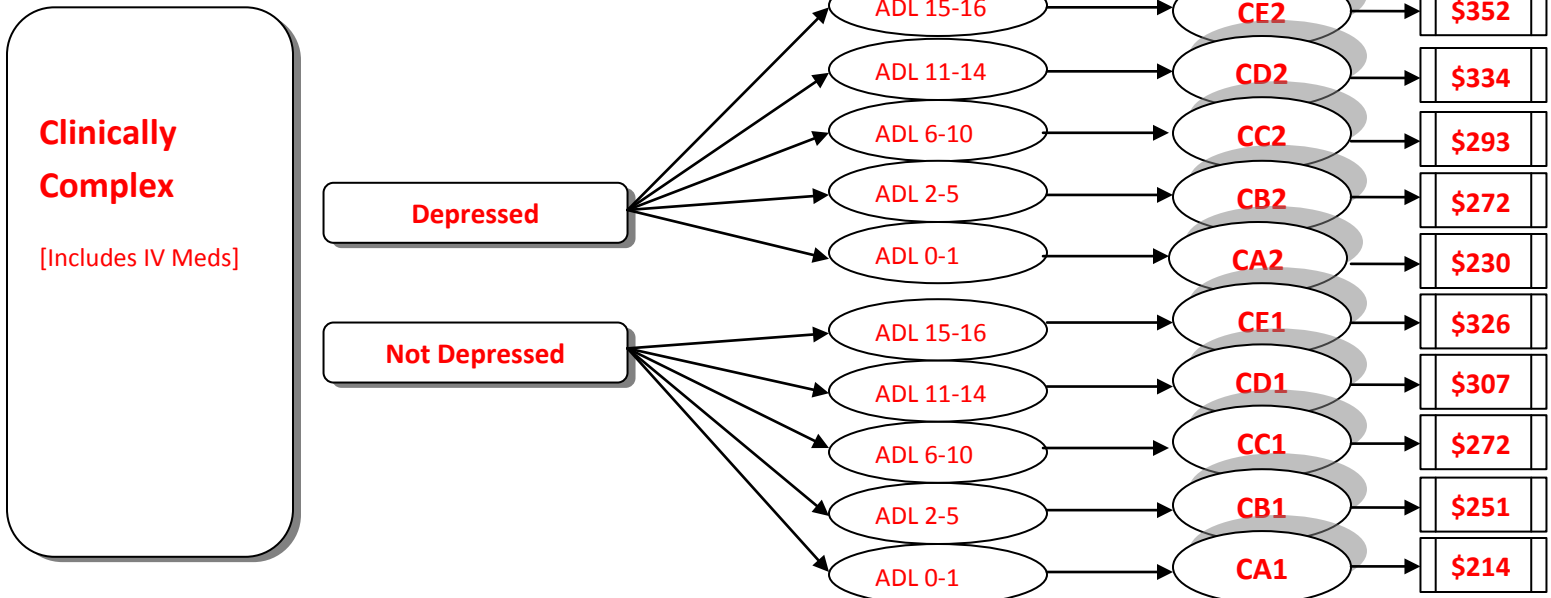 Clinically
Complex
[Includes IV Meds]
Depressed
Not Depressed
ADL 15-16 CE2 $352
ADL 11-14 CD2 $334
ADL 6-10 CC2 $293
ADL 2-5 CB2 $272
ADL 0-1 CA2 $230
ADL 15-16 CE1 $326
ADL 11-14 CD1 $307
ADL 6-10 CC1 $272
ADL 2-5 CB1 $251
ADL 0-1 CA1 $214